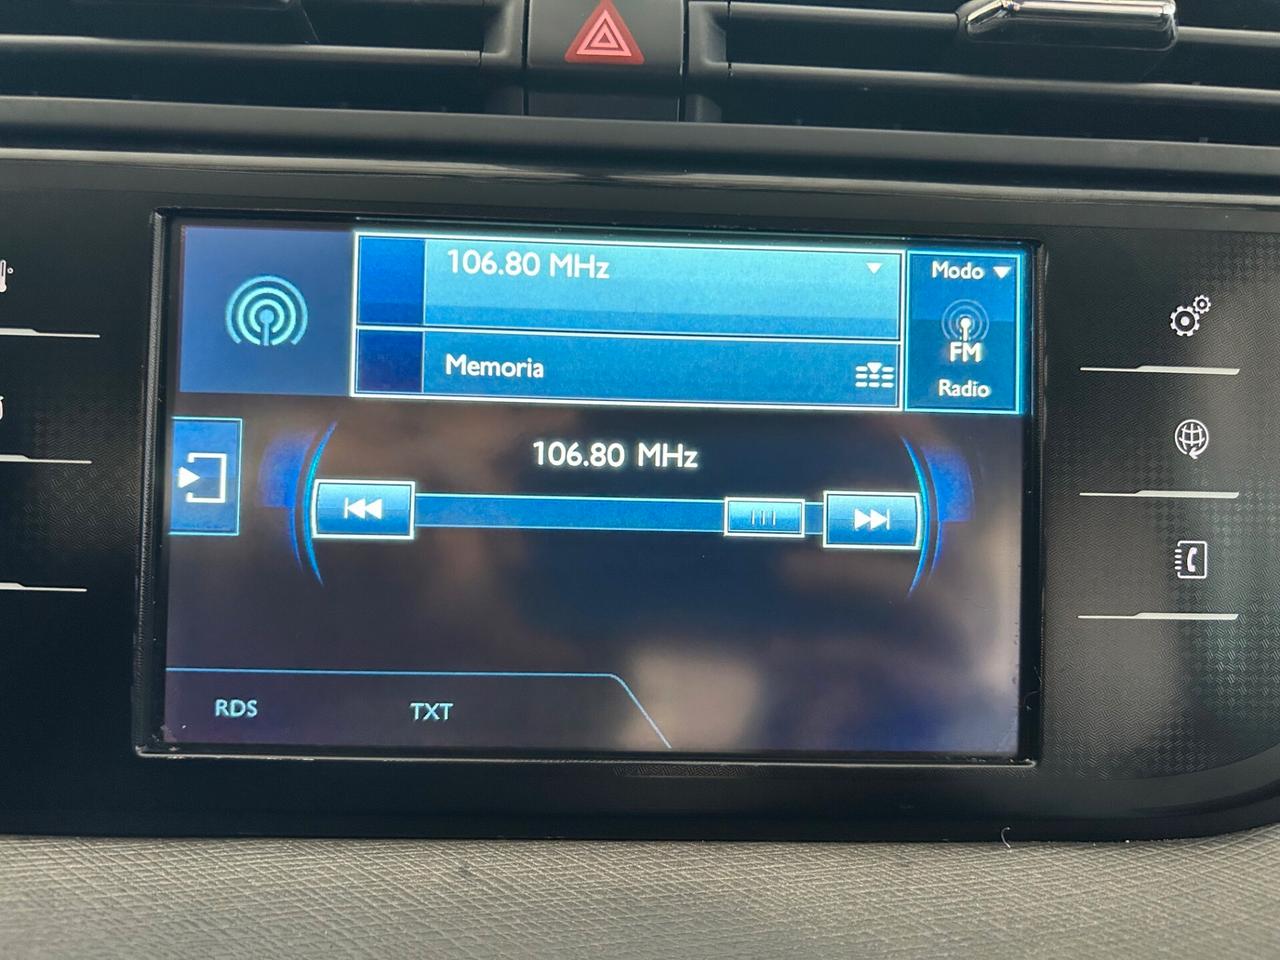 106.80 MHz
Modo
FM
Radio
Memoria
106.80 MHz
RDS
TXT